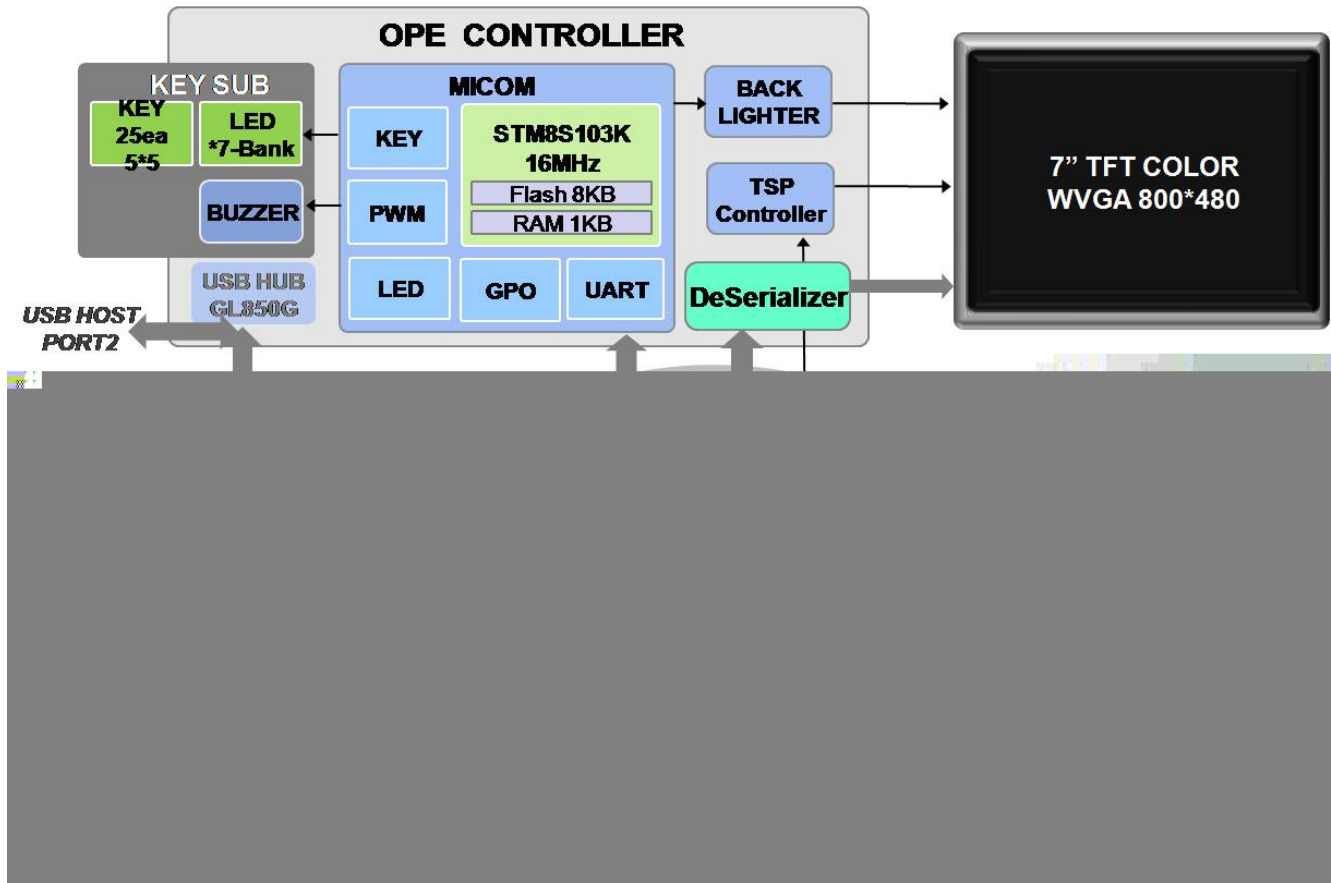 OPE CONTROLLER
KEY SUB
KEY
25ea
5*5
LED
*7-Bank
BUZZER
USB HUB
GL850G
USB HOST
PORT2
MICOM
KEY
STM8S103K
16MHz
Flash 8KB
RAM 1KB
PWM
LED
GPO
UART
BACK
LIGHTER
TSP
Controller
DeSerializer
7” TFT COLOR
WVGA 800*480